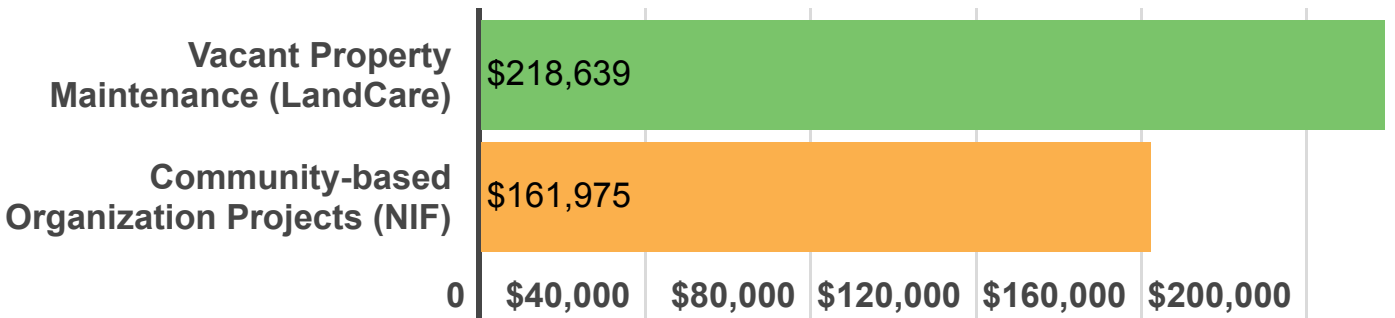 Vacant Property
Maintenance (LandCare)
$218,639
Community-based
Organization Projects (NIF)
$161,975
0 $40,000 $80,000 $120,000 $160,000 $200,000